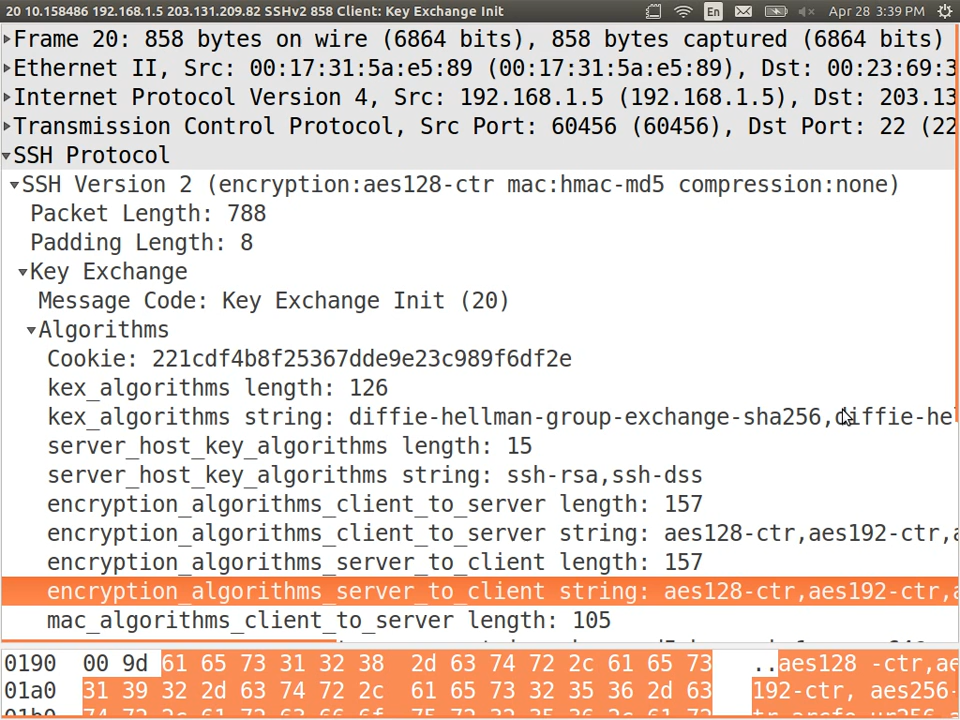 20 10.158486 192.168.1.5 203.131.209.82 SSHv2 858 Client: Key Exchange Init En Apr 28 3:39 PM
Frame 20: 858 bytes on wire (6864 bits), 858 bytes captured (6864 bits)
Ethernet II, Src: 00:17:31:5a:e5:89 (00:17:31:5a:e5:89), Dst: 00:23:69:3
Internet Protocol Version 4, Src: 192.168.1.5 (192.168.1.5), Dst: 203.13
Transmission Control Protocol, Src Port: 60456 (60456), Dst Port: 22 (22
SSH Protocol
SSH Version 2 (encryption:aes128-ctr mac:hmac-md5 compression:none)
Packet Length: 788
Padding Length: 8
Key Exchange
Message Code: Key Exchange Init (20)
Algorithms
Cookie: 221cdf4b8f25367dde9e23c989f6df2e
kex_algorithms length: 126
kex_algorithms string: diffie-hellman-group-exchange-sha256,diffie-hel
server_host_key_algorithms length: 15
server_host_key_algorithms string: ssh-rsa,ssh-dss
encryption_algorithms_client_to_server length: 157
encryption_algorithms_client_to_server string: aes128-ctr,aes192-ctr,a
encryption_algorithms_server_to_client length: 157
encryption_algorithms_server_to_client string: aes128-ctr,aes192-ctr,a
mac_algorithms_client_to_server length: 105
0190 00 9d 61 65 73 31 32 38 2d 63 74 72 2c 61 65 73 ..aes128 -ctr,ae
01a0 31 39 32 2d 63 74 72 2c 61 65 73 32 35 36 2d 63 192-ctr, aes256-